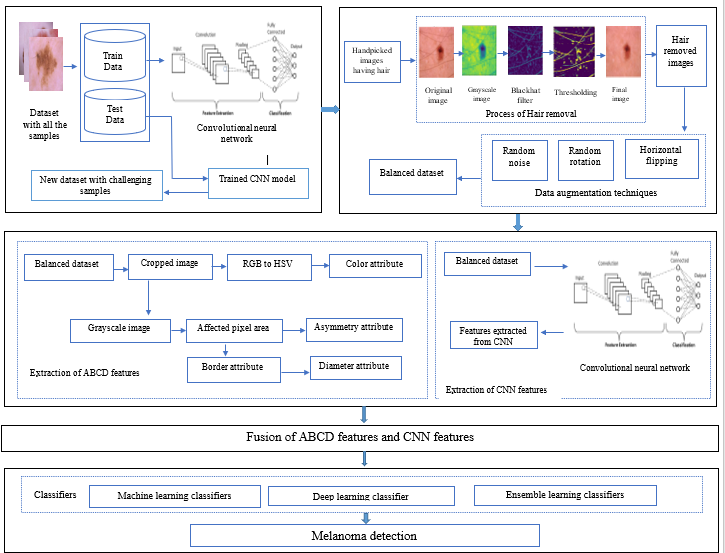 Train
Data
Test
Data
Dataset
with all the
samples
Convolution
Pooling
Fully
Connected
Input
Output
Feature Extraction
Classification
Convolutional neural
network
New dataset with challenging
samples
Trained CNN model
Handpicked
images
having hair
Original
image
Grayscale
image
Blackhat
filter
Thresholding
Final
image
Process of Hair removal
Hair
removed
images
Balanced dataset
Random
noise
Random
rotation
Horizontal
flipping
Data augmentation techniques
Balanced dataset
Cropped image
RGB to HSV
Color attribute
Grayscale image
Affected pixel area
Asymmetry attribute
Border attribute
Diameter attribute
Extraction of ABCD features
Balanced dataset
Convolution
Pooling
Fully
Connected
Input
Output
Feature Extraction
Classification
Features extracted
from CNN
Convolutional neural network
Extraction of CNN features
Fusion of ABCD features and CNN features
Classifiers
Machine learning classifiers
Deep learning classifier
Ensemble learning classifiers
Melanoma detection